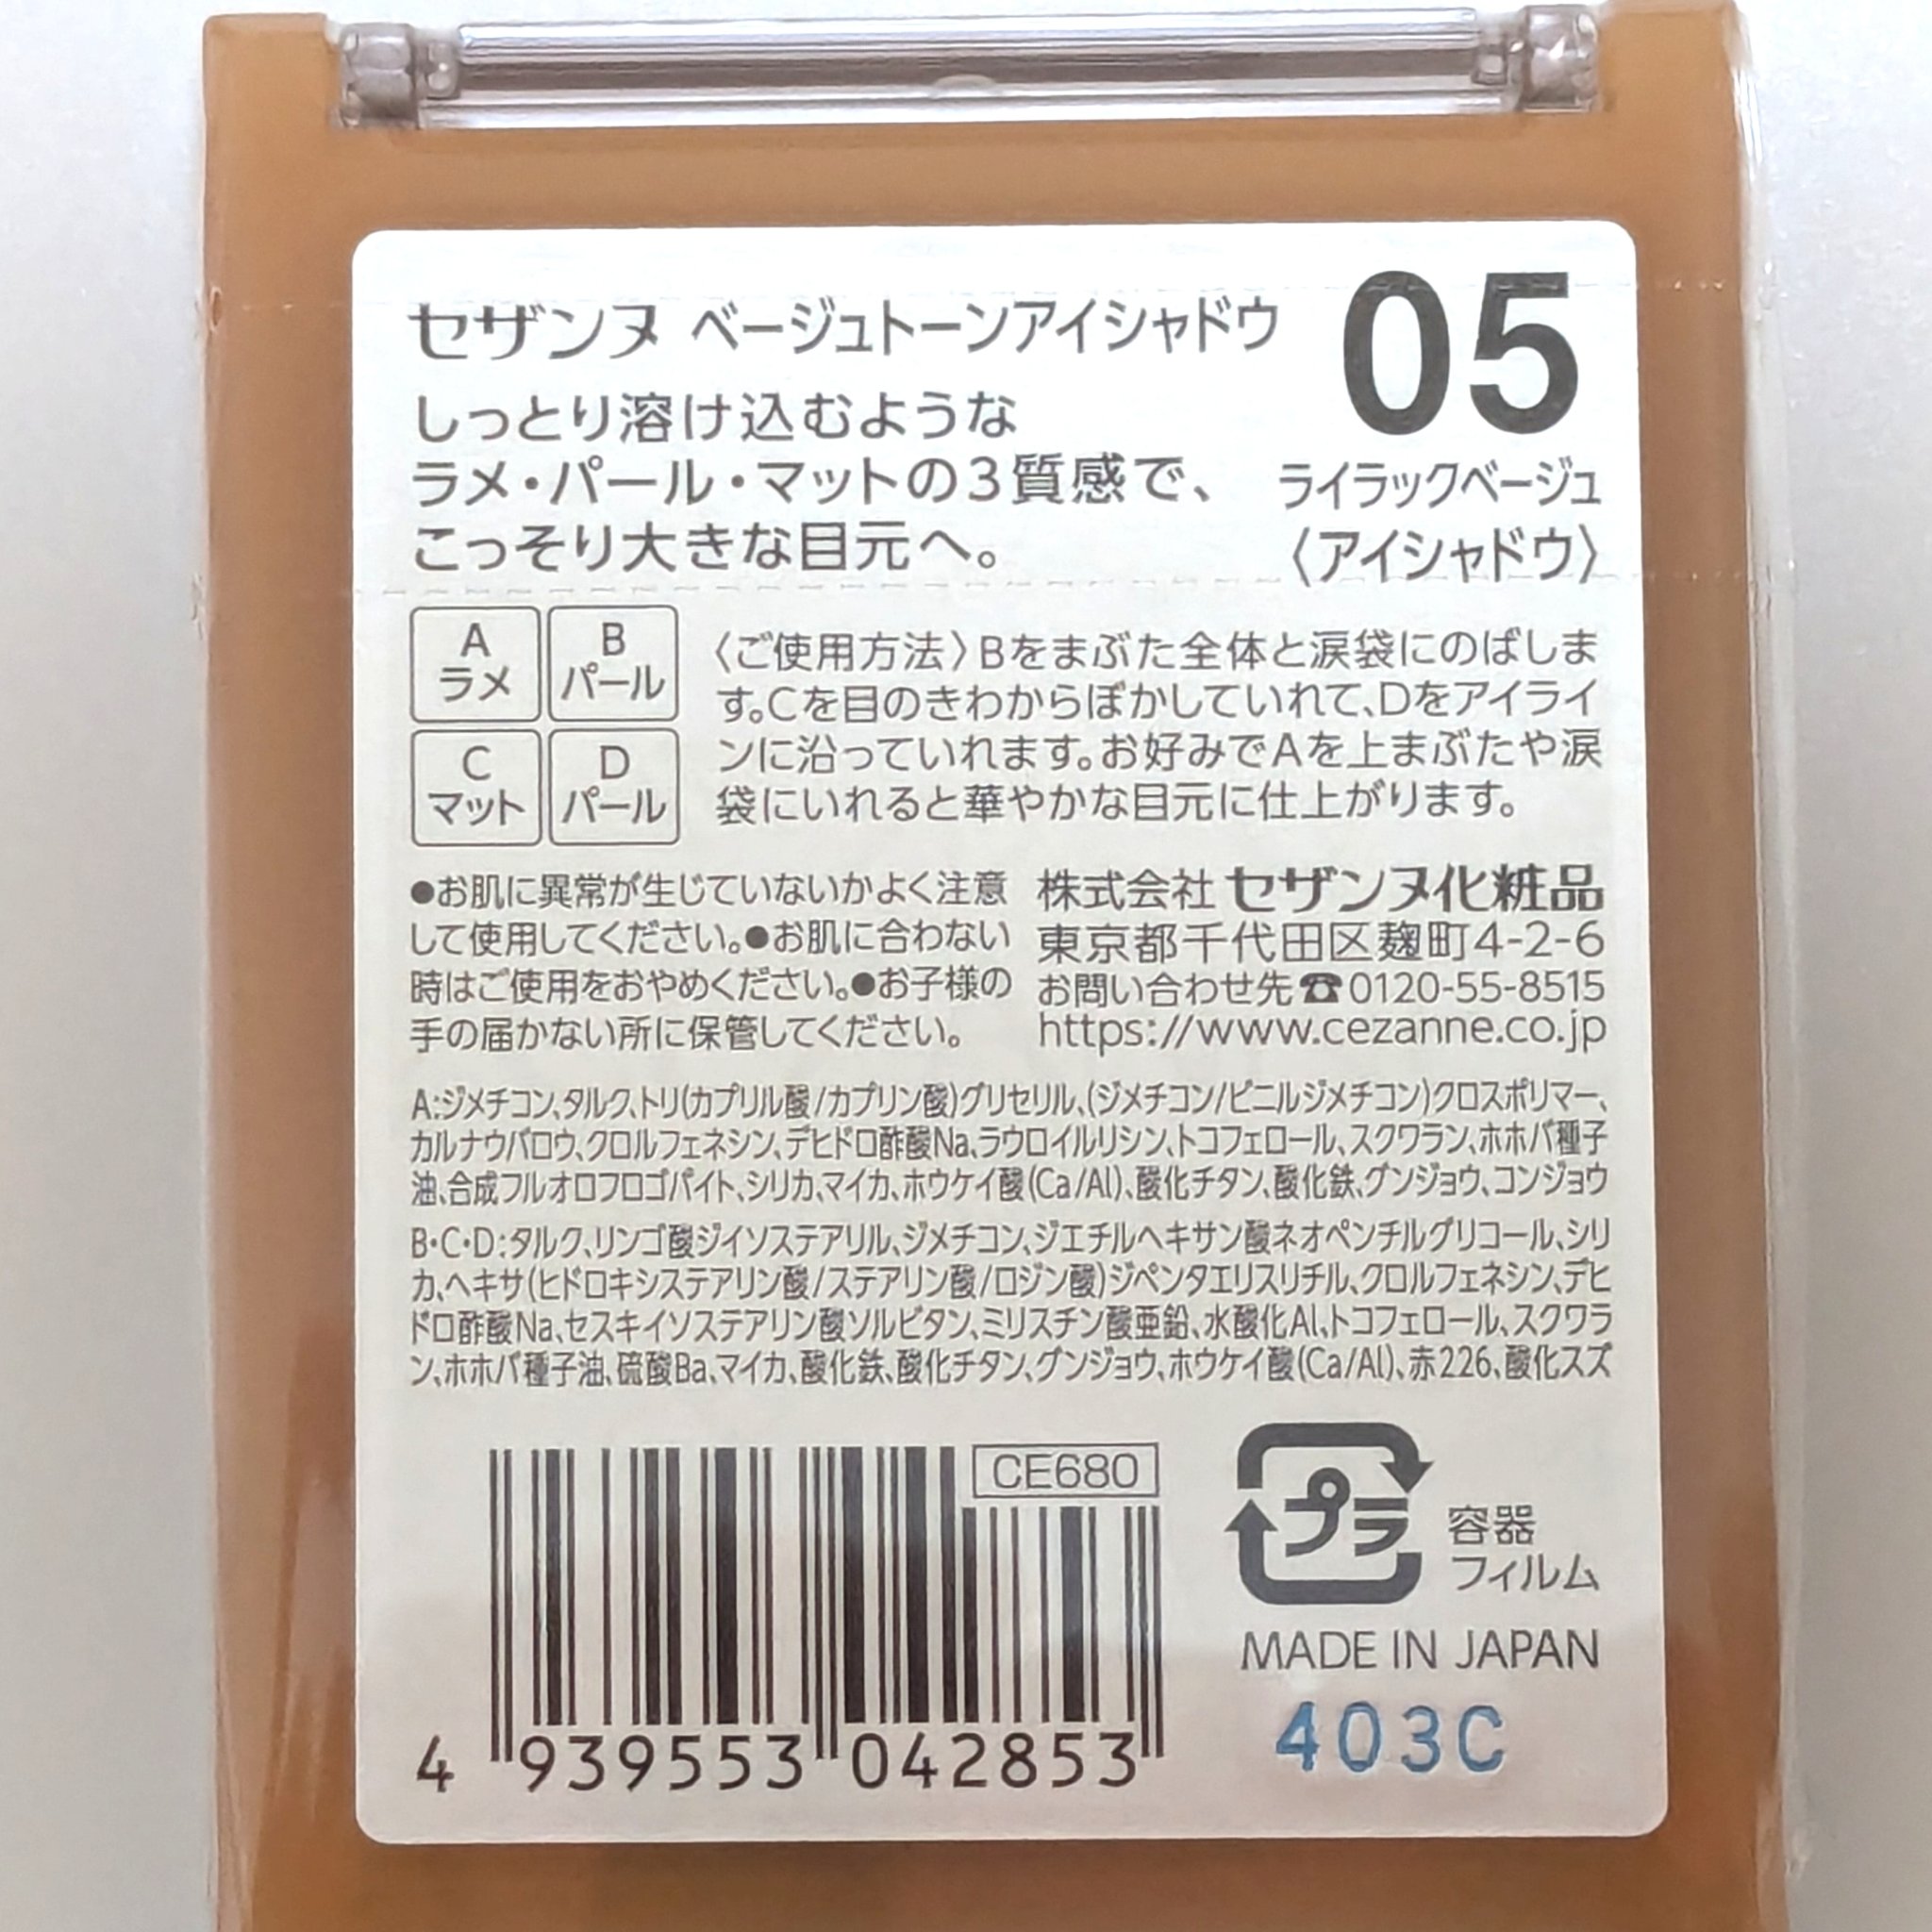 セザンヌ ベージュトーンアイシャドウ
05
しっとり溶け込むような
ラメ・パール・マットの3質感で、
こっそり大きな目元へ。
ライラックベージュ
〈アイシャドウ〉
A
ラメ
B
パール
C
マット
D
パール
〈ご使用方法〉Bをまぶた全体と涙袋にのばしま
す。Cを目のきわからぼかしていれて、Dをアイライ
ンに沿っていれます。お好みでAを上まぶたや涙
袋にいれると華やかな目元に仕上がります。
●お肌に異常が生じていないかよく注意
して使用してください。●お肌に合わない
時はご使用をおやめください。●お子様の
手の届かない所に保管してください。
株式会社 セザンヌ化粧品
東京都千代田区麹町4-2-6
お問い合わせ先☎0120-55-8515
https://www.cezanne.co.jp
A:ジメチコン、タルク、トリ(カプリル酸/カプリン酸)グリセリル、(ジメチコン/ビニルジメチコン)クロスポリマー、
カルナウバロウ、クロルフェネシン、デヒドロ酢酸Na、ラウロイルリシン、トコフェロール、スクワラン、ホホバ種子
油、合成フルオロフロゴパイト、シリカ、マイカ、ホウケイ酸(Ca/Al)、酸化チタン、酸化鉄、グンジョウ、コンジョウ
B・C・D:タルク、リンゴ酸ジイソステアリル、ジメチコン、ジエチルヘキサン酸ネオペンチルグリコール、シリ
カ、ヘキサ(ヒドロキシステアリン酸/ステアリン酸/ロジン酸)ジペンタエリスリチル、クロルフェネシン、デヒ
ドロ酢酸Na、セスキイソステアリン酸ソルビタン、ミリスチン酸亜鉛、水酸化Al、トコフェロール、スクワラ
ン、ホホバ種子油、硫酸Ba、マイカ、酸化鉄、酸化チタン、グンジョウ、ホウケイ酸(Ca/Al)、赤226、酸化スズ
CE680
プラ
容器
フィルム
MADE IN JAPAN
4 939553 042853
403C